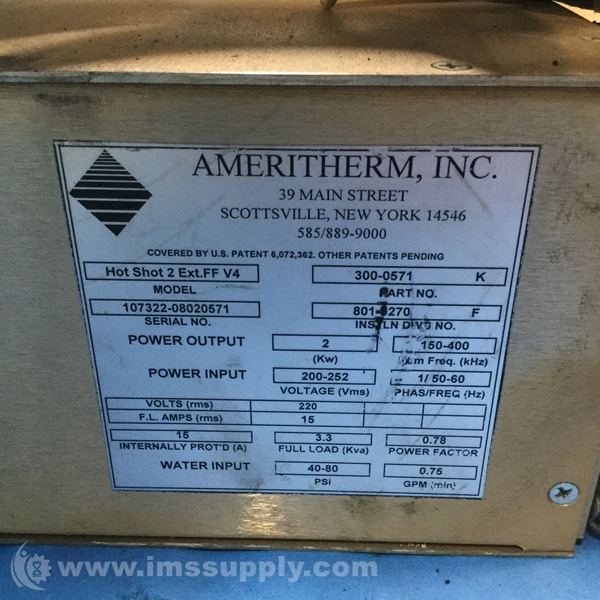 AMERITHERM, INC.
39 MAIN STREET
SCOTTSVILLE, NEW YORK 14546
585/889-9000
COVERED BY U.S. PATENT 6,072,362. OTHER PATENTS PENDING
Hot Shot 2 Ext.FF V4 300-0571 K
MODEL PART NO.
107322-08020571 F
SERIAL NO. NO.
POWER OUTPUT 2 150-400
(Kw) Freq. (kHz)
POWER INPUT 200-252 1/ 50-60
VOLTAGE (Vms) PHAS/FREQ (Hz)
VOLTS (rms) 220
F.L. AMPS (rms) 15
15 3.3 0.78
INTERNALLY PROT'D (A) FULL LOAD (Kva) POWER FACTOR
WATER INPUT 40-80 0.75
PSi GPM (min)
www.imssupply.com/